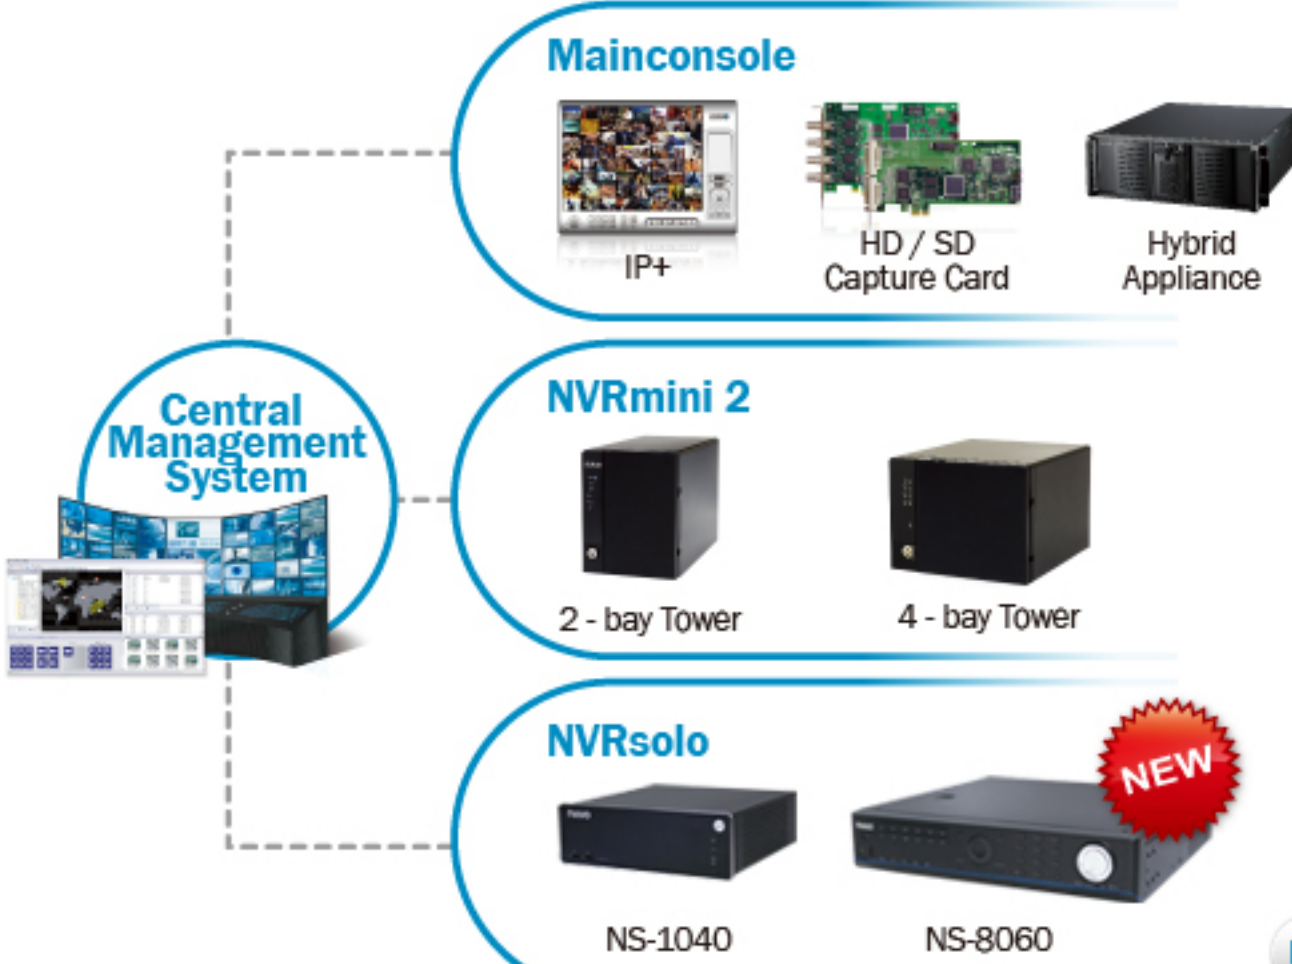 Mainconsole
IP+
HD / SD
Capture Card
Hybrid
Appliance
Central
Management
System
NVRmini 2
2 - bay Tower
4 - bay Tower
NVRsolo
NEW
NS-1040
NS-8060